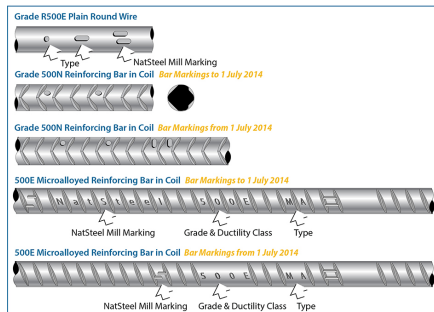 Grade R500E Plain Round Wire
Type
NatSteel Mill Marking
Grade 500N Reinforcing Bar in Coil Bar Markings to 1 July 2014
Grade 500N Reinforcing Bar in Coil Bar Markings from 1 July 2014
500E Microalloyed Reinforcing Bar in Coil Bar Markings to 1 July 2014
NatSteel 500E MA
NatSteel Mill Marking Grade & Ductility Class Type
500E Microalloyed Reinforcing Bar in Coil Bar Markings from 1 July 2014
500E MA
NatSteel Mill Marking Grade & Ductility Class Type